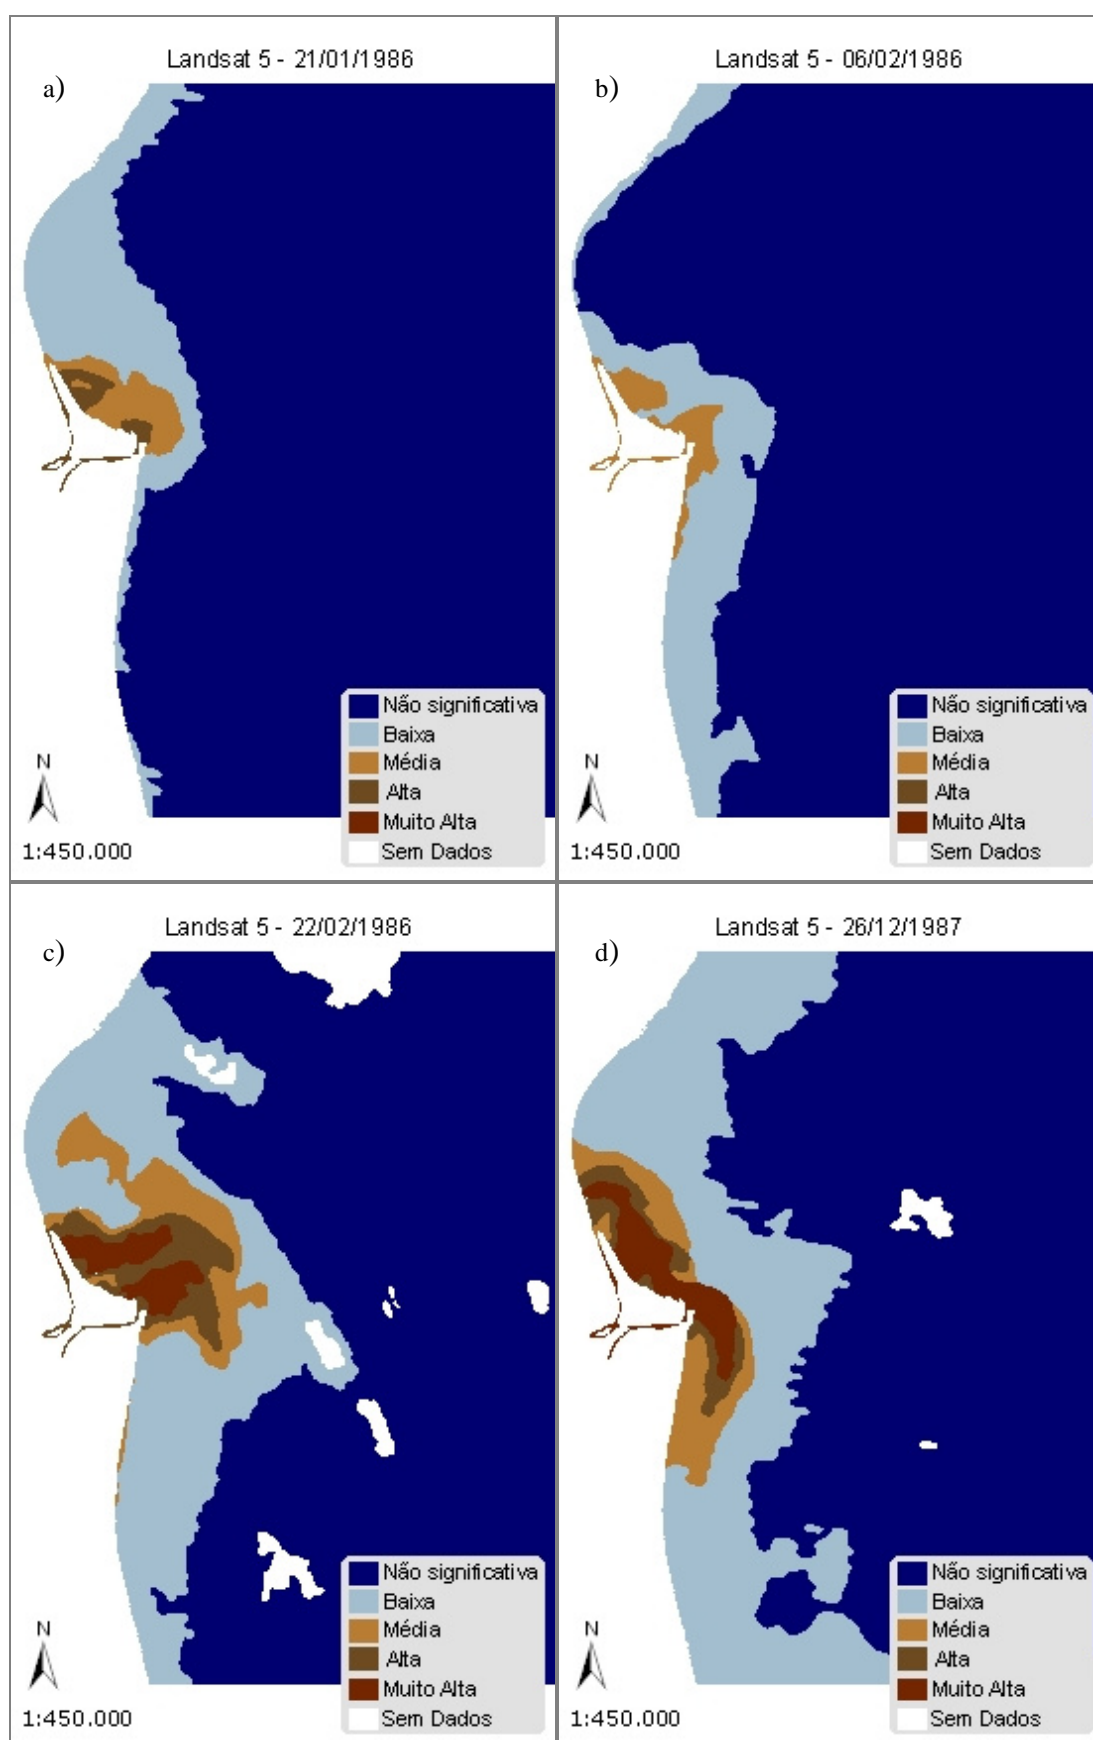 Landsat 5 - 21/01/1986
a)
Não significativa
Baixa
Média
Alta
Muito Alta
Sem Dados
N
1:450.000
Landsat 5 - 06/02/1986
b)
Não significativa
Baixa
Média
Alta
Muito Alta
Sem Dados
N
1:450.000
Landsat 5 - 22/02/1986
c)
Não significativa
Baixa
Média
Alta
Muito Alta
Sem Dados
N
1:450.000
Landsat 5 - 26/12/1987
d)
Não significativa
Baixa
Média
Alta
Muito Alta
Sem Dados
N
1:450.000